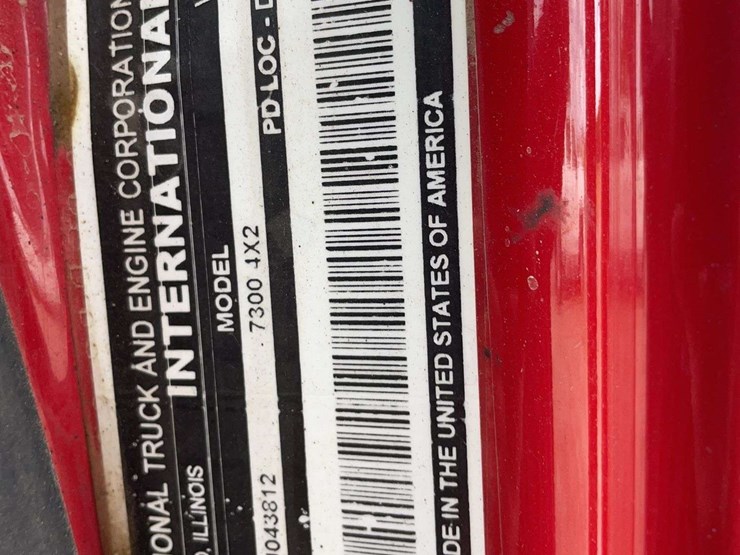 ONAL TRUCK AND ENGINE CORPORATION
INTERNATIONAL
, ILLINOIS
MODEL
043812 7300 4X2
PD LOC -
DE IN THE UNITED STATES OF AMERICA